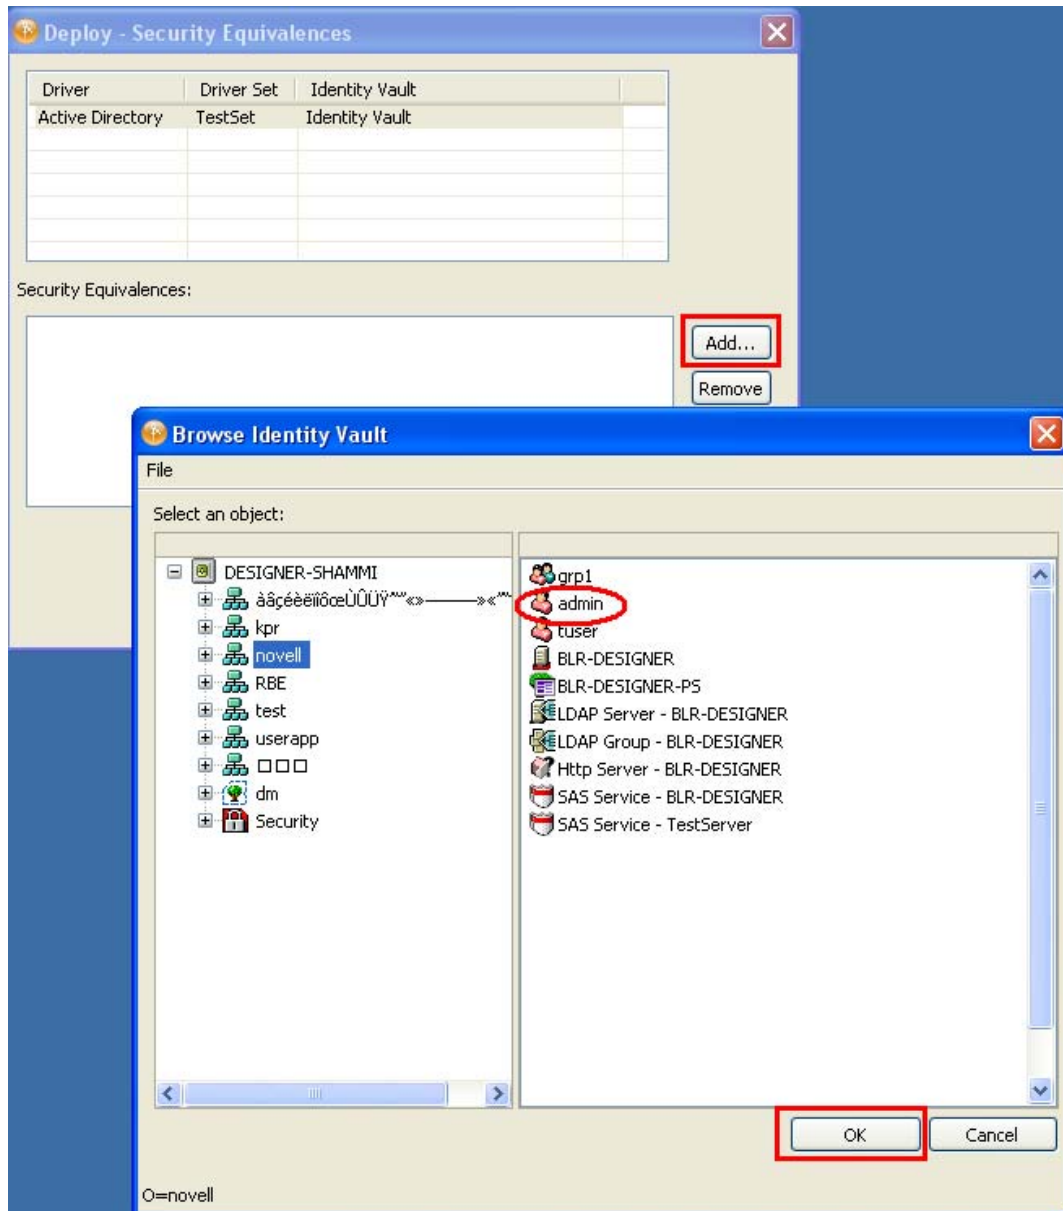 Deploy - Security Equivalences
Driver Driver Set Identity Vault
Active Directory TestSet Identity Vault
Security Equivalences:
Add...
Remove
Browse Identity Vault
File
Select an object:
DESIGNER-SHAMMI
kpr
novell
RBE
test
userapp
dm
Security
grp1
admin
tuser
BLR-DESIGNER
BLR-DESIGNER-PS
LDAP Server - BLR-DESIGNER
LDAP Group - BLR-DESIGNER
Http Server - BLR-DESIGNER
SAS Service - BLR-DESIGNER
SAS Service - TestServer
OK Cancel
O=novell